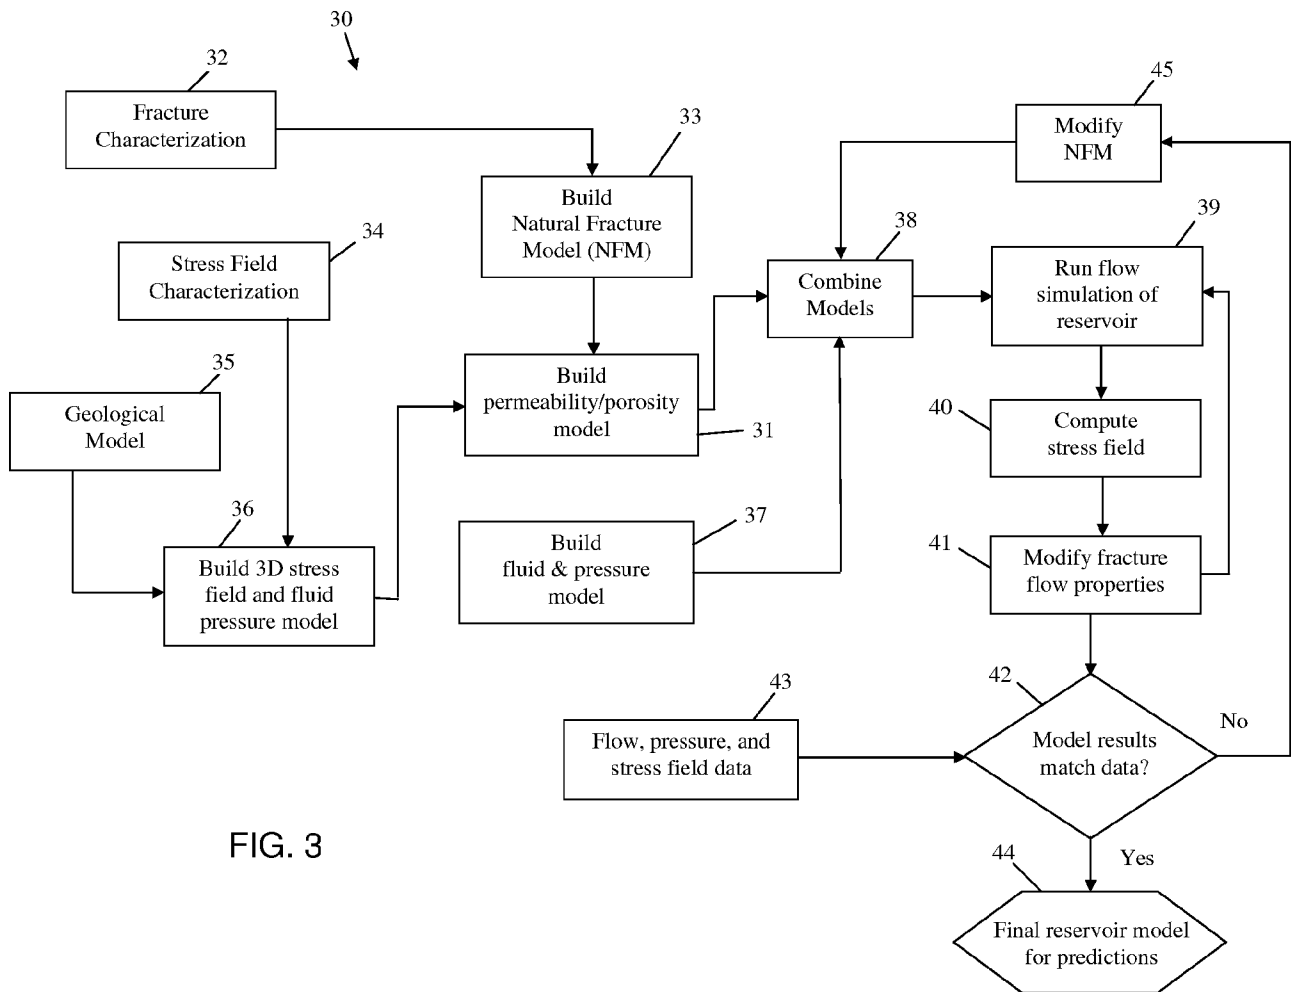 30
32
Fracture
Characterization
45
Modify
NFM
33
Build
Natural Fracture
Model (NFM)
34
Stress Field
Characterization
38
Combine
Models
39
Run flow
simulation of
reservoir
35
Geological
Model
Build
permeability/porosity
model
31
40
Compute
stress field
36
Build 3D stress
field and fluid
pressure model
37
Build
fluid & pressure
model
41
Modify fracture
flow properties
43
Flow, pressure, and
stress field data
42
Model results
match data?
No
Yes
44
Final reservoir model
for predictions
FIG. 3